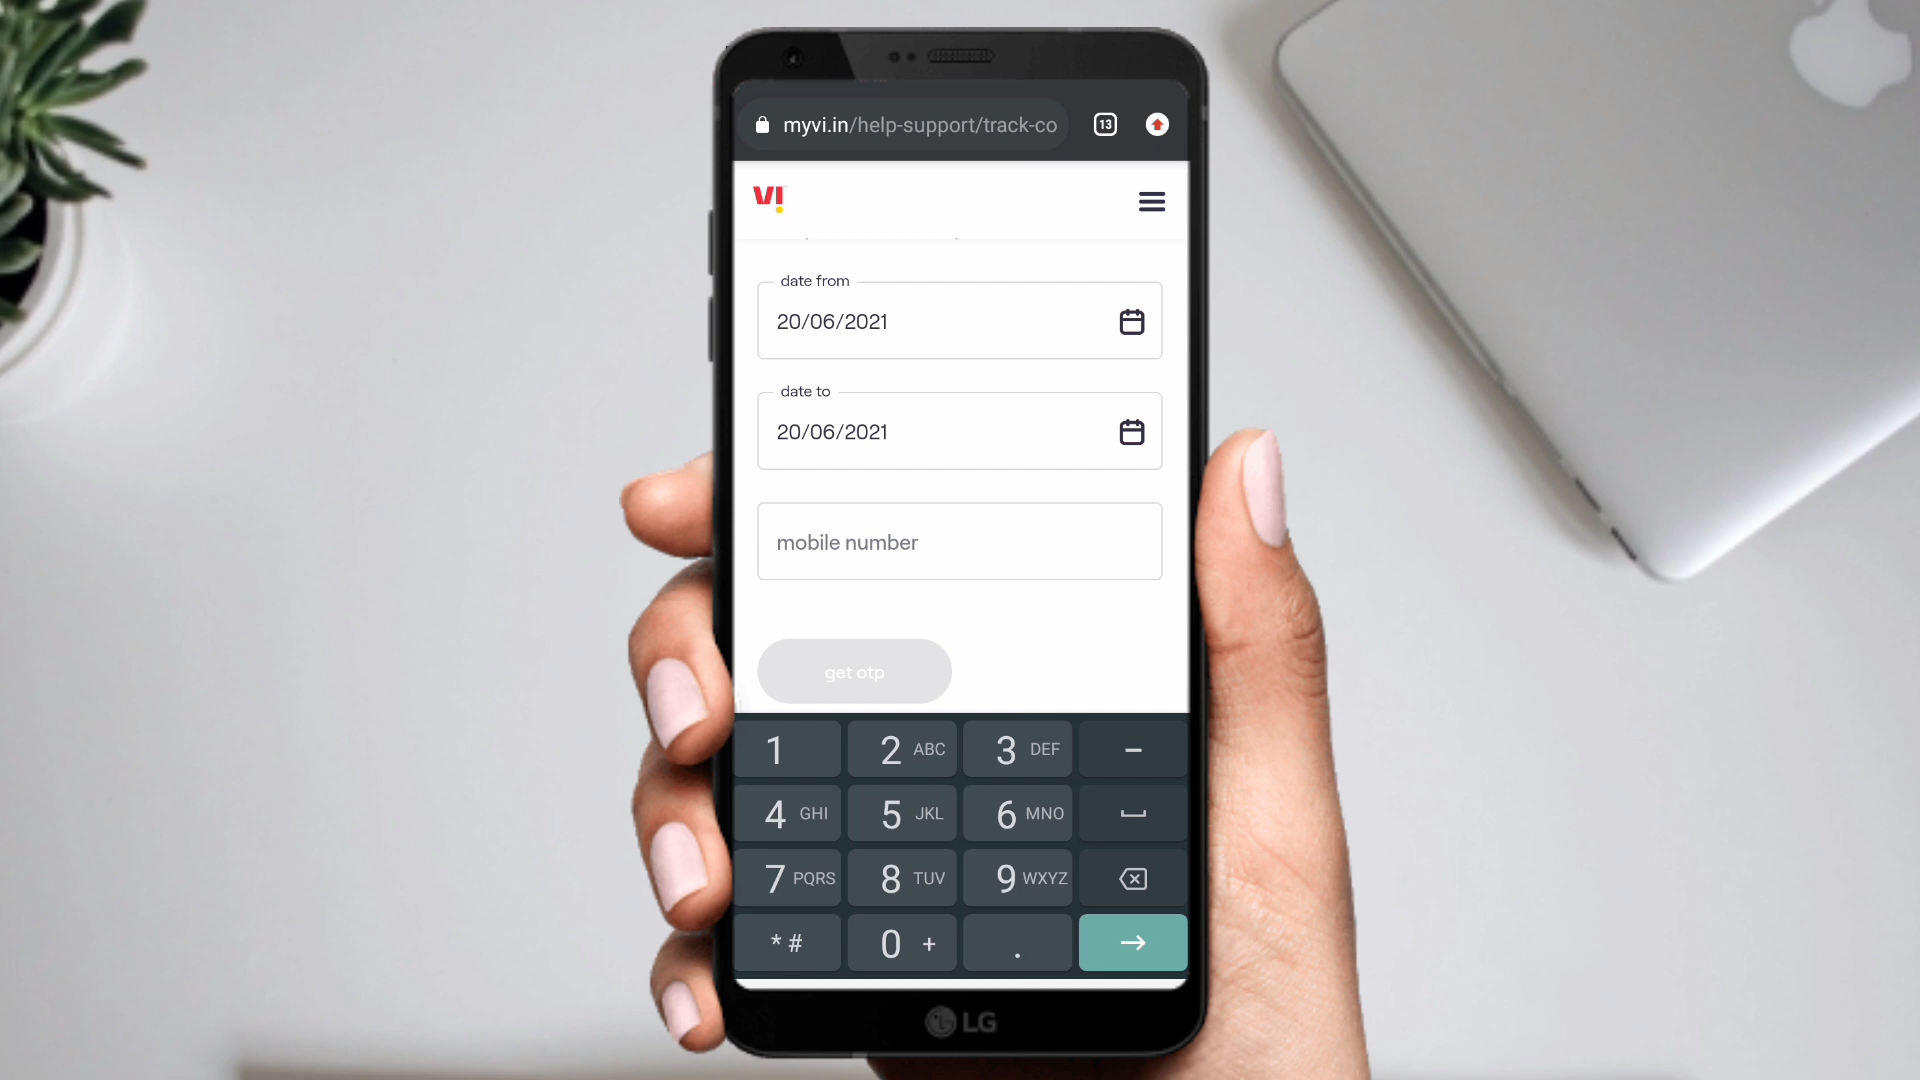 myvi.in/help-support/track-co
13
VI
date from
20/06/2021
date to
20/06/2021
mobile number
get otp
1
2 ABC
3 DEF
-
4 GHI
5 JKL
6 MNO
7 PQRS
8 TUV
9 WXYZ
* #
0 +
.
LG